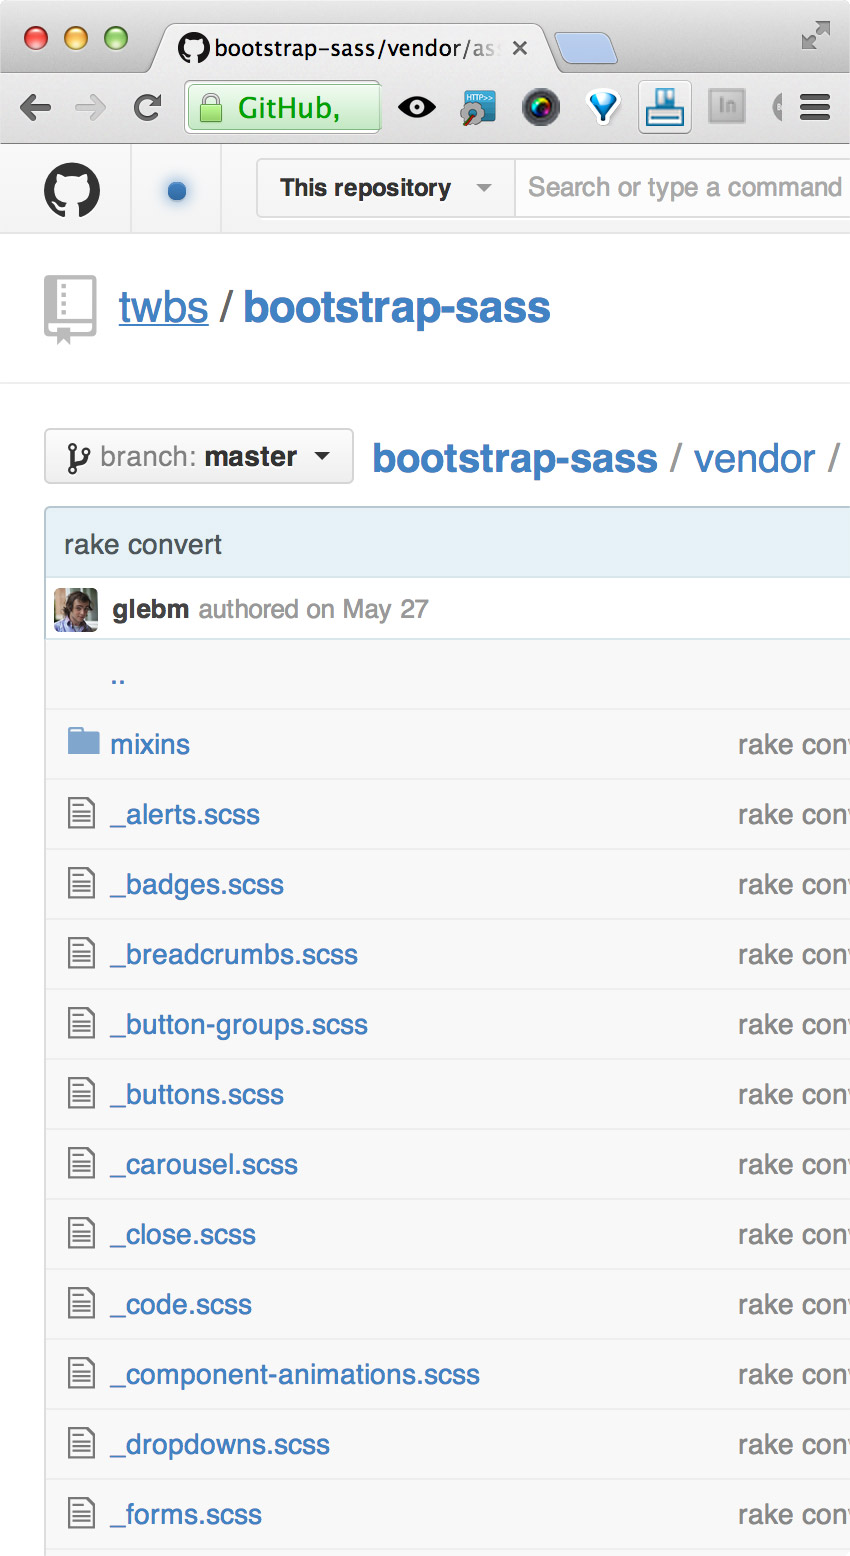 bootstrap-sass/vendor/as
GitHub,
HTTP>>
In
This repository
Search or type a command
twbs / bootstrap-sass
branch: master
bootstrap-sass / vendor /
rake convert
glebm authored on May 27
..
mixins rake con
_alerts.scss rake con
_badges.scss rake con
_breadcrumbs.scss rake con
_button-groups.scss rake con
_buttons.scss rake con
_carousel.scss rake con
_close.scss rake con
_code.scss rake con
_component-animations.scss rake con
_dropdowns.scss rake con
_forms.scss rake con